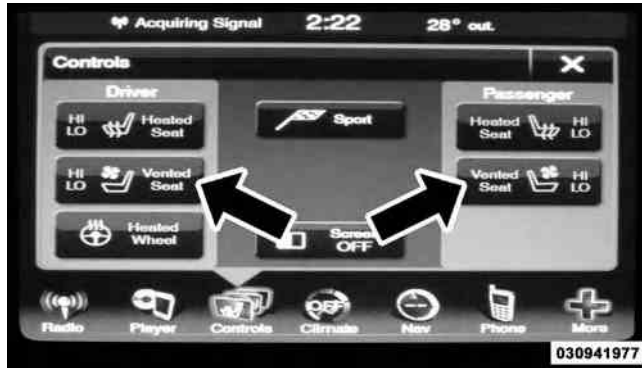 Acquiring Signal 2:22 28° out.
Controls X
Driver Passenger
HI LO Heated Seat
Sport
Heated Seat HI LO
HI LO Vented Seat
Vented Seat HI LO
Heated Wheel
Screen OFF
OFF
Radio Player Controls Climate Nav Phone More
030941977